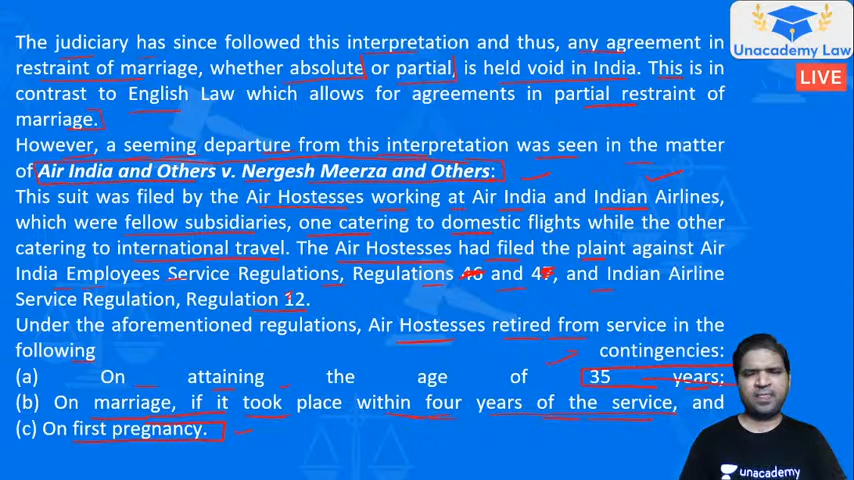 The judiciary has since followed this interpretation and thus, any agreement in
restraint of marriage, whether absolute or partial, is held void in India. This is in
contrast to English Law which allows for agreements in partial restraint of
marriage.
However, a seeming departure from this interpretation was seen in the matter
of Air India and Others v. Nergesh Meerza and Others:
This suit was filed by the Air Hostesses working at Air India and Indian Airlines,
which were fellow subsidiaries, one catering to domestic flights while the other
catering to international travel. The Air Hostesses had filed the plaint against Air
India Employees Service Regulations, Regulations 46 and and Indian Airline
Service Regulation, Regulation 12.
Under the aforementioned regulations, Air Hostesses retired from service in the
following contingencies:
(a) On attaining the age of 35 years;
(b) On marriage, if it took place within four years of the service, and
(c) On first pregnancy.
Unacademy Law
LIVE
unacademy